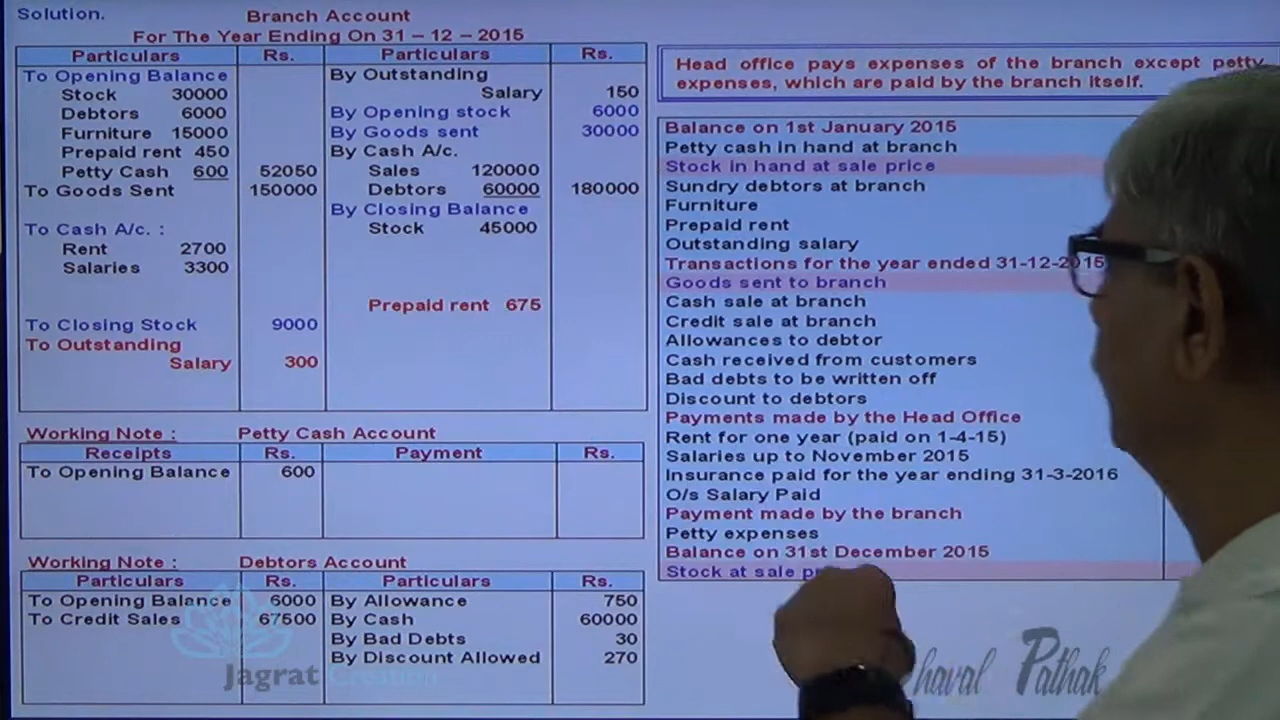 Solution.
Branch Account
For The Year Ending On 31 – 12 – 2015
Particulars Rs. Particulars Rs.
To Opening Balance By Outstanding
Stock 30000 Salary 150
Debtors 6000 By Opening stock 6000
Furniture 15000 By Goods sent 30000
Prepaid rent 450 By Cash A/c.
Petty Cash 600 52050 Sales 120000
To Goods Sent 150000 Debtors 60000 180000
By Closing Balance
To Cash A/c. : Stock 45000
Rent 2700
Salaries 3300
Prepaid rent 675
To Closing Stock 9000
To Outstanding
Salary 300
Working Note : Petty Cash Account
Receipts Rs. Payment Rs.
To Opening Balance 600
Working Note : Debtors Account
Particulars Rs. Particulars Rs.
To Opening Balance 6000 By Allowance 750
To Credit Sales 67500 By Cash 60000
By Bad Debts 30
By Discount Allowed 270
Jagrat Creation
Head office pays expenses of the branch except petty
expenses, which are paid by the branch itself.
Balance on 1st January 2015
Petty cash in hand at branch
Stock in hand at sale price
Sundry debtors at branch
Furniture
Prepaid rent
Outstanding salary
Transactions for the year ended 31-12-2015
Goods sent to branch
Cash sale at branch
Credit sale at branch
Allowances to debtor
Cash received from customers
Bad debts to be written off
Discount to debtors
Payments made by the Head Office
Rent for one year (paid on 1-4-15)
Salaries up to November 2015
Insurance paid for the year ending 31-3-2016
O/s Salary Paid
Payment made by the branch
Petty expenses
Balance on 31st December 2015
Stock at sale
Pathak